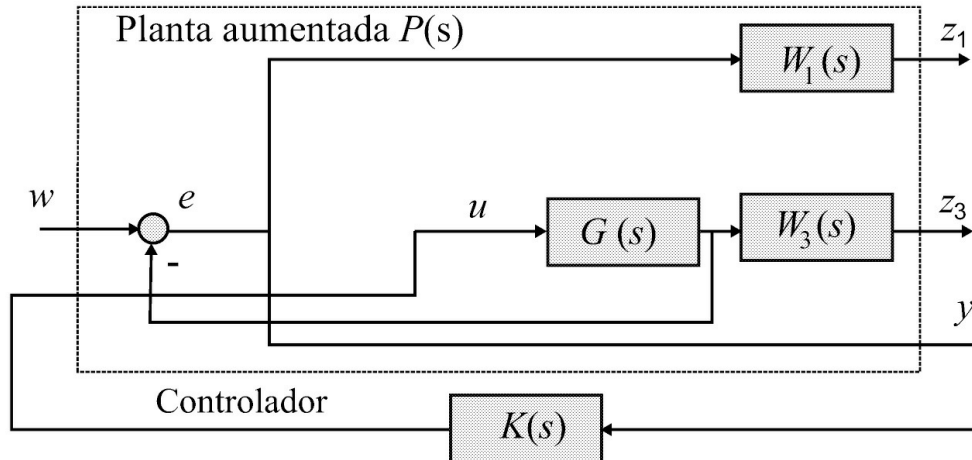 Planta aumentada P(s)
W₁(s)
z₁
w
e
u
G(s)
W₃(s)
z₃
-
y
Controlador
K(s)